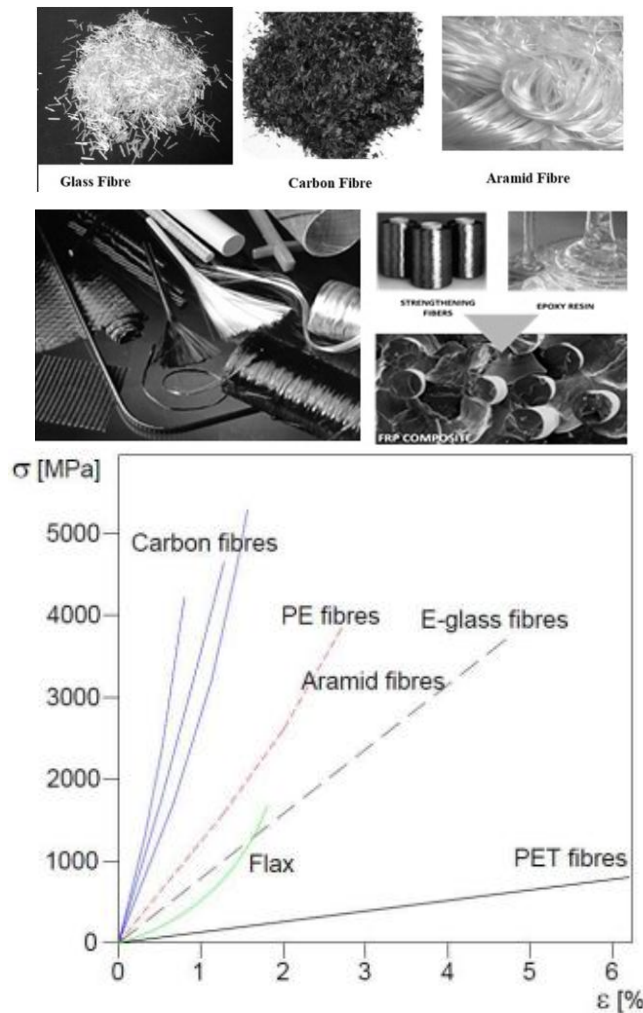 Glass Fibre
Carbon Fibre
Aramid Fibre
STRENGTHENING
FIBERS
EPOXY RESIN
FRP COMPOSITE
σ [MPa]
5000
4000
3000
2000
1000
0
Carbon fibres
PE fibres
E-glass fibres
Aramid fibres
Flax
PET fibres
0 1 2 3 4 5 6
ε [%